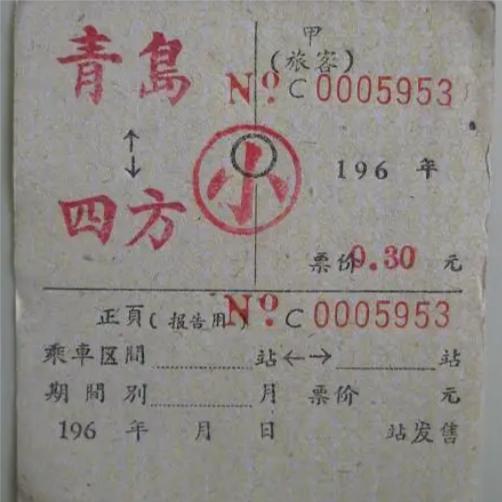 青島
↑
↓
四方
小
甲
(旅客)
No C 0005953
196 年
票价0.30 元
No C 0005953
正頁(报告用)
乘車区間 站←→ 站
期間別 月 票价 元
196 年 月 日 站发售